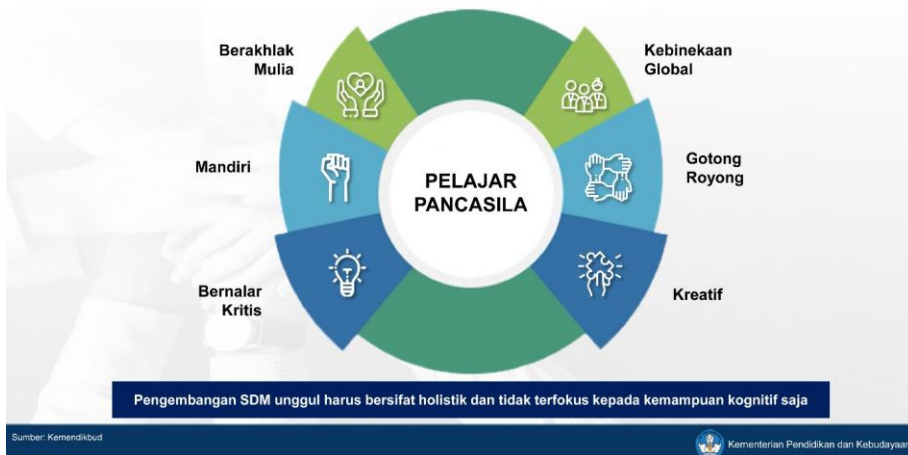 Berakhlak
Mulia
Kebinekaan
Global
Mandiri
PELAJAR
PANCASILA
Gotong
Royong
Bernalar
Kritis
Kreatif
Pengembangan SDM unggul harus bersifat holistik dan tidak terfokus kepada kemampuan kognitif saja
Sumber: Kemendikbud
Kementerian Pendidikan dan Kebudayaan